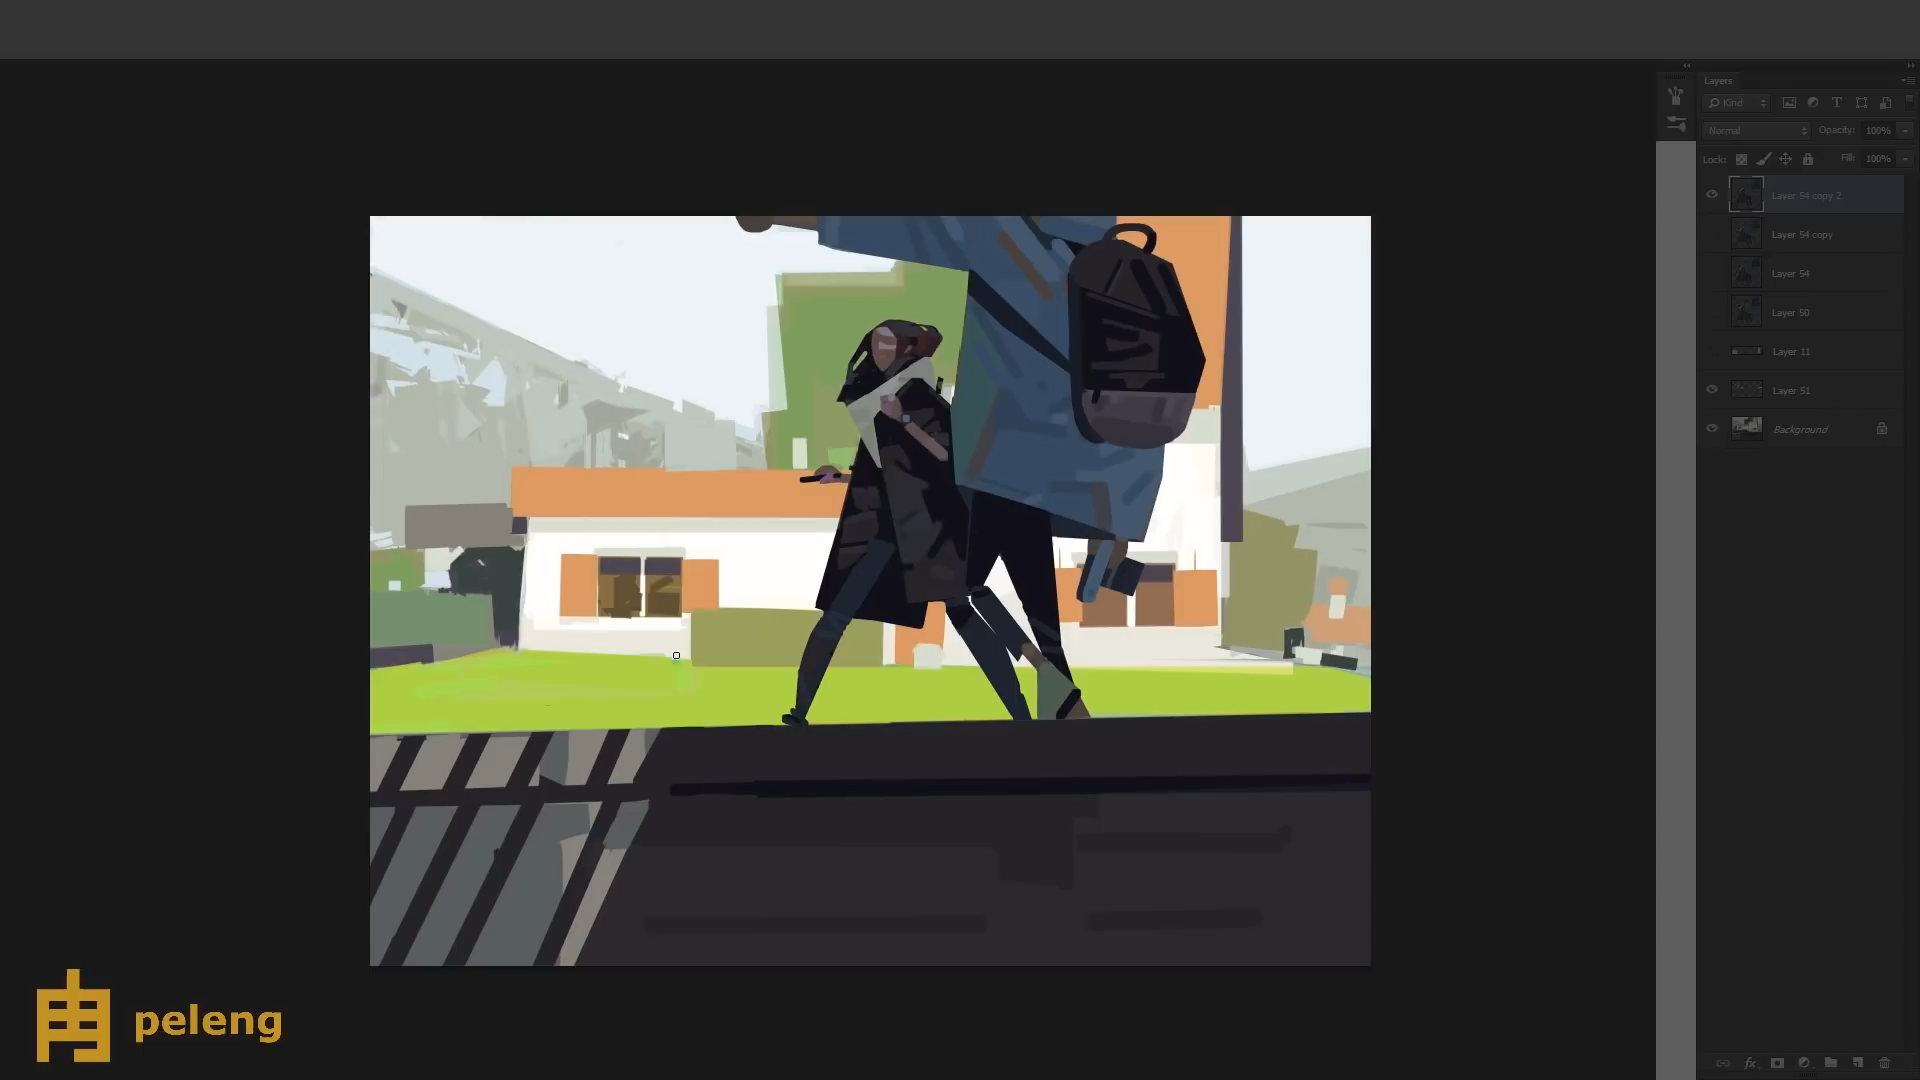 Layers
Kind
Normal
Opacity: 100%
Lock:
Fill: 100%
Layer 54 copy 2
Layer 54 copy
Layer 54
Layer 50
Layer 11
Layer 51
Background
fx
peleng